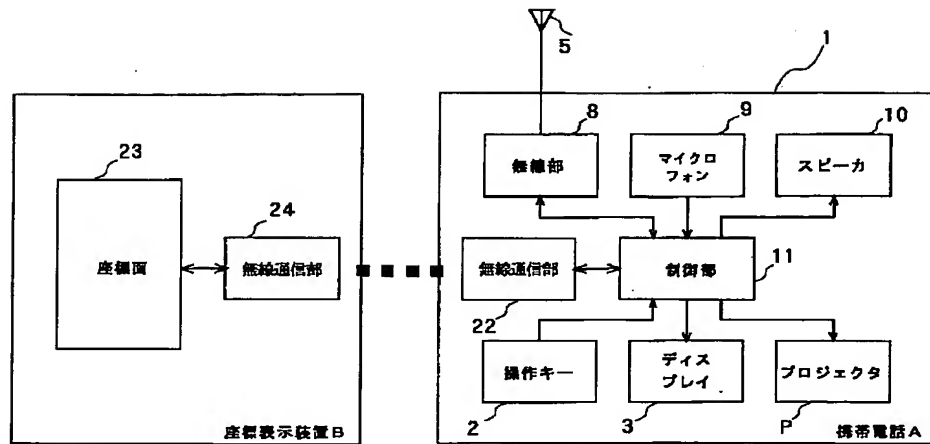 5
1
23
座標面
24
無線通信部
座標表示装置B
8
無線部
9
マイクロ
フォン
10
スピーカ
無線通信部
22
制御部
11
操作キー
2
ディス
プレイ
3
プロジェクタ
P
携帯電話A